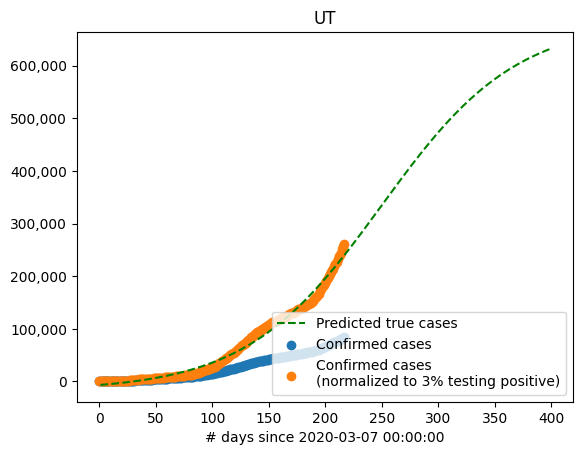 UT
600,000
500,000
400,000
300,000
200,000
100,000
0
Predicted true cases
Confirmed cases
Confirmed cases
(normalized to 3% testing positive)
0 50 100 150 200 250 300 350 400
# days since 2020-03-07 00:00:00